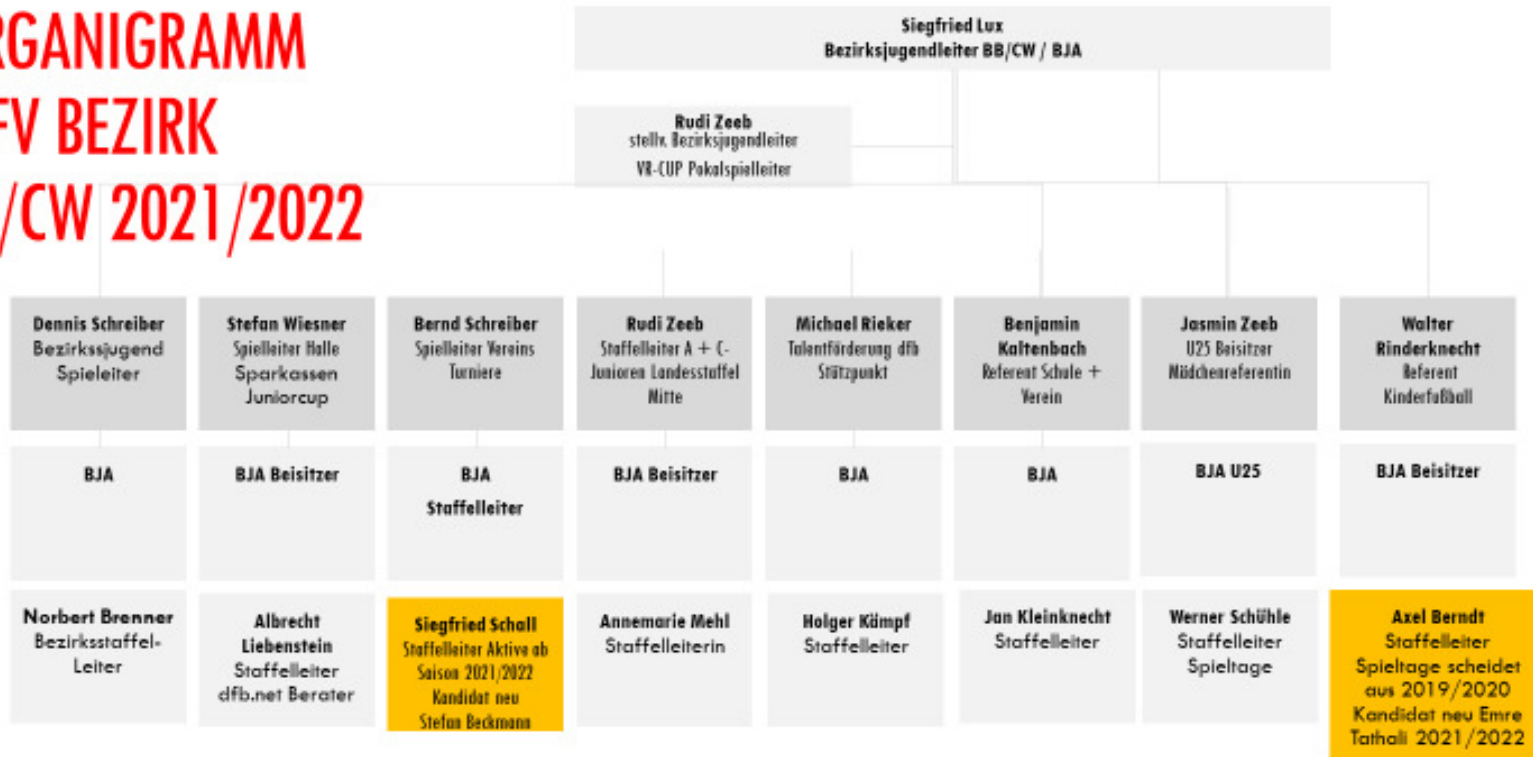 RGANIGRAMM
FV BEZIRK
/CW 2021/2022
Siegfried Lux
Bezirksjugendleiter BB/CW / BJA
Rudi Zeeb
stellv. Bezirksjugendleiter
VR-CUP Pokalspielleiter
Dennis Schreiber
Bezirkssjugend
Spieleiter
Stefan Wiesner
Spielleiter Halle
Sparkassen
Juniorcup
Bernd Schreiber
Spielleiter Vereins
Turniere
Rudi Zeeb
Staffelleiter A + C-
Junioren Landesstaffel
Mitte
Michael Rieker
Talentförderung dfb
Stützpunkt
Benjamin
Kaltenbach
Referent Schule +
Verein
Jasmin Zeeb
U25 Beisitzer
Mädchenreferentin
Walter
Rinderknecht
Referent
Kinderfußball
BJA
BJA Beisitzer
BJA
Staffelleiter
BJA Beisitzer
BJA
BJA
BJA U25
BJA Beisitzer
Norbert Brenner
Bezirksstaffel-
Leiter
Albrecht
Liebenstein
Staffelleiter
dfb.net Berater
Siegfried Schall
Staffelleiter Aktive ab
Saison 2021/2022
Kandidat neu
Stefan Beckmann
Annemarie Mehl
Staffelleiterin
Holger Kämpf
Staffelleiter
Jan Kleinknecht
Staffelleiter
Werner Schühle
Staffelleiter
Spieltage
Axel Berndt
Staffelleiter
Spieltage scheidet
aus 2019/2020
Kandidat neu Emre
Tathali 2021/2022